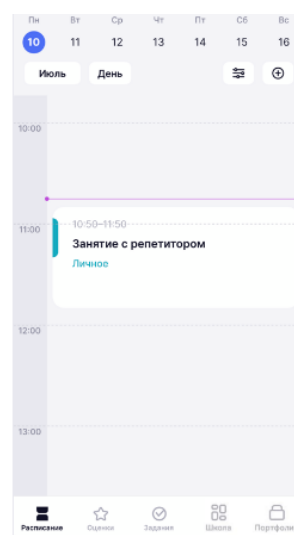 Пн Вт Ср Чт Пт Сб Вс
10 11 12 13 14 15 16
Июль День
10:00
10:50–11:50
11:00
Занятие с репетитором
Личное
12:00
13:00
Расписание Оценки Задания Школа Портфоли